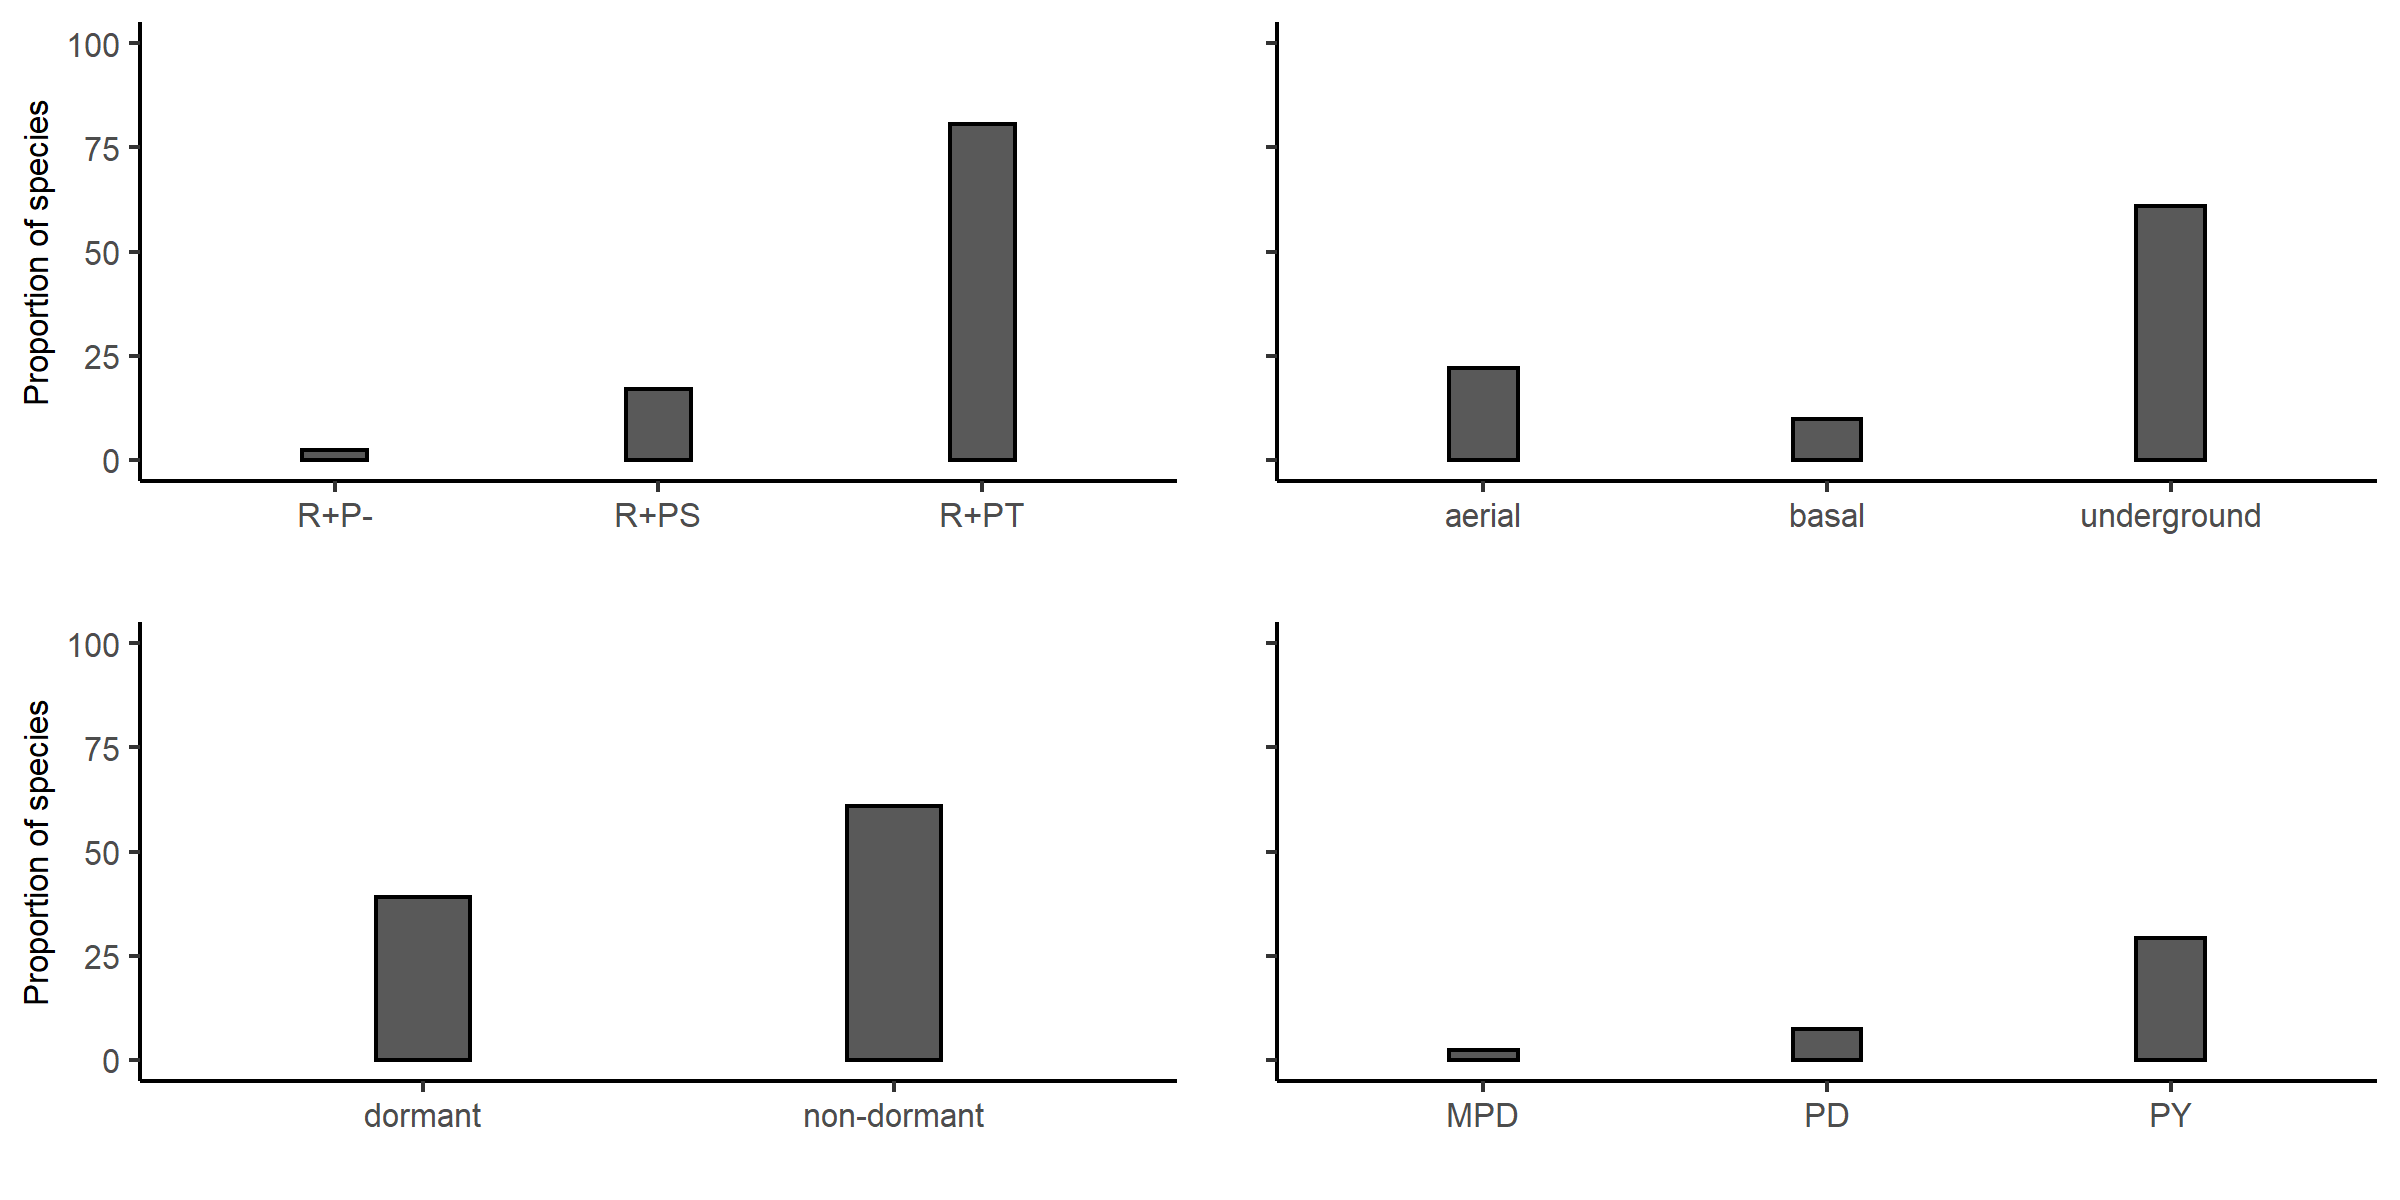 Proportion of species
100
75
50
25
0
R+P-
R+PS
R+PT
aerial
basal
underground
Proportion of species
100
75
50
25
0
dormant
non-dormant
MPD
PD
PY